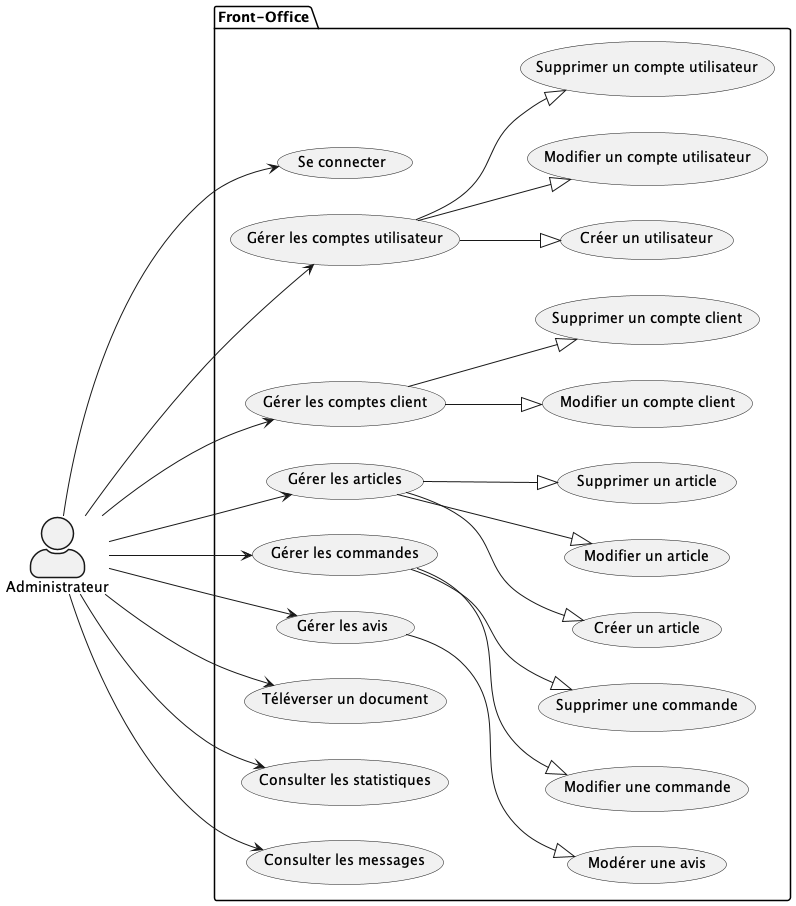 Front-Office
Supprimer un compte utilisateur
Modifier un compte utilisateur
Se connecter
Gérer les comptes utilisateur
Créer un utilisateur
Supprimer un compte client
Gérer les comptes client
Modifier un compte client
Gérer les articles
Supprimer un article
Gérer les commandes
Modifier un article
Administrateur
Gérer les avis
Créer un article
Téléverser un document
Supprimer une commande
Consulter les statistiques
Modifier une commande
Consulter les messages
Modérer une avis